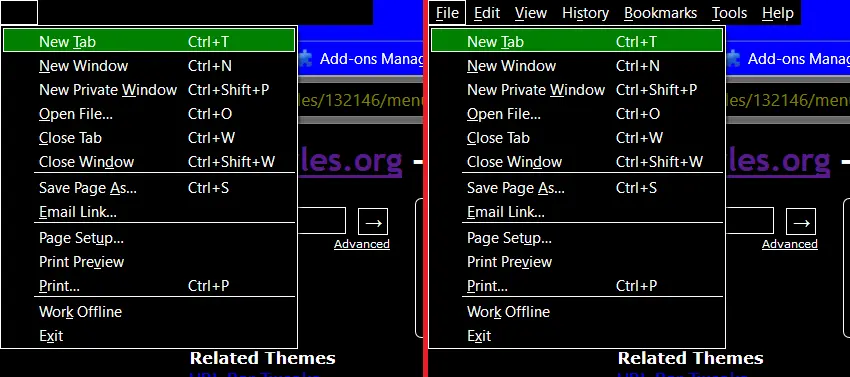 New Tab Ctrl+T
New Window Ctrl+N
New Private Window Ctrl+Shift+P
Open File... Ctrl+O
Close Tab Ctrl+W
Close Window Ctrl+Shift+W
Save Page As... Ctrl+S
Email Link...
Page Setup...
Print Preview
Print... Ctrl+P
Work Offline
Exit
Add-ons Manag
les/132146/menu
les.org -
→
Advanced
Related Themes
File Edit View History Bookmarks Tools Help
New Tab Ctrl+T
New Window Ctrl+N
New Private Window Ctrl+Shift+P
Open File... Ctrl+O
Close Tab Ctrl+W
Close Window Ctrl+Shift+W
Save Page As... Ctrl+S
Email Link...
Page Setup...
Print Preview
Print... Ctrl+P
Work Offline
Exit
Add-ons Manag
les/132146/men
les.org -
→
Advanced
Related Themes